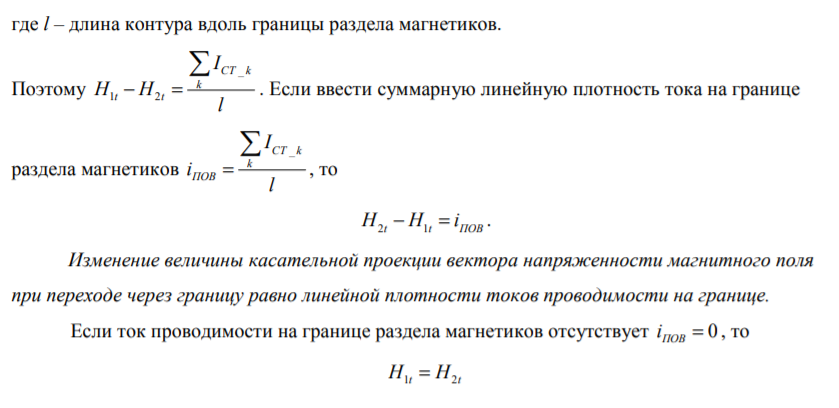 где l – длина контура вдоль границы раздела магнетиков.
Поэтому $H_{1t} - H_{2t} = \frac{\sum_{k} I_{CT\_k}}{l}$. Если ввести суммарную линейную плотность тока на границе
раздела магнетиков $i_{ПОВ} = \frac{\sum_{k} I_{CT\_k}}{l}$, то
$H_{2t} - H_{1t} = i_{ПОВ}$.
Изменение величины касательной проекции вектора напряженности магнитного поля
при переходе через границу равно линейной плотности токов проводимости на границе.
Если ток проводимости на границе раздела магнетиков отсутствует $i_{ПОВ} = 0$, то
$H_{1t} = H_{2t}$